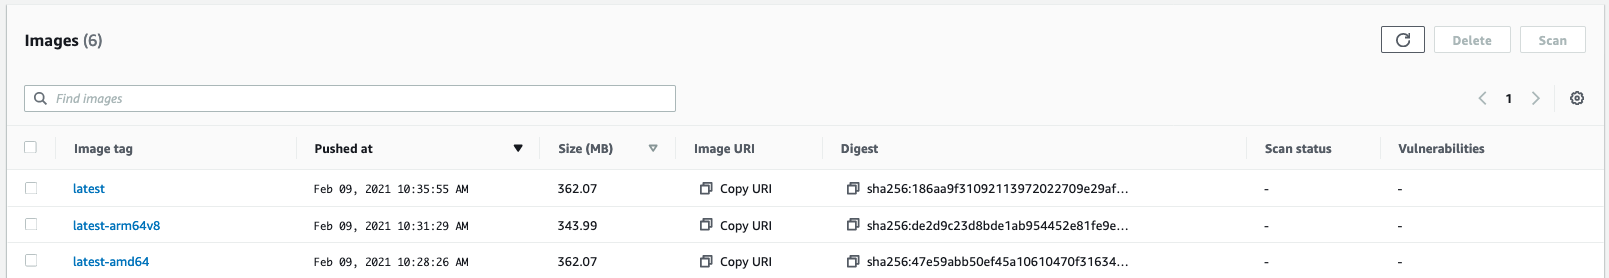 Images (6)
Delete
Scan
Find images
1
Image tag Pushed at Size (MB) Image URI Digest Scan status Vulnerabilities
latest Feb 09, 2021 10:35:55 AM 362.07 Copy URI sha256:186aa9f31092113972022709e29af... - -
latest-arm64v8 Feb 09, 2021 10:31:29 AM 343.99 Copy URI sha256:de2d9c23d8bde1ab954452e81fe9e... - -
latest-amd64 Feb 09, 2021 10:28:26 AM 362.07 Copy URI sha256:47e59abb50ef45a10610470f31634... - -